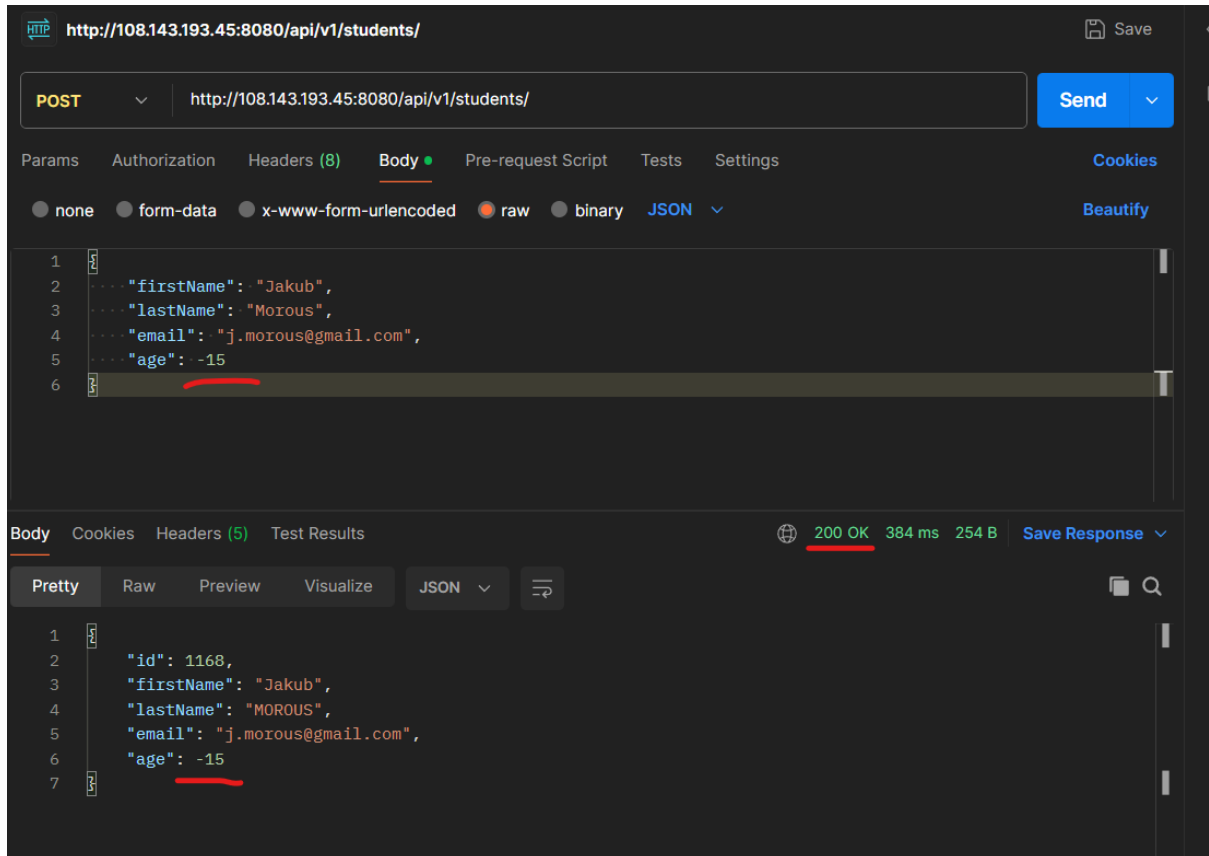 HTTP http://108.143.193.45:8080/api/v1/students/ Save
POST http://108.143.193.45:8080/api/v1/students/ Send
Params Authorization Headers (8) Body Pre-request Script Tests Settings Cookies
none form-data x-www-form-urlencoded raw binary JSON Beautify
1 {
2 "firstName": "Jakub",
3 "lastName": "Morous",
4 "email": "j.morous@gmail.com",
5 "age": -15
6 }
Body Cookies Headers (5) Test Results 200 OK 384 ms 254 B Save Response
Pretty Raw Preview Visualize JSON
1 {
2 "id": 1168,
3 "firstName": "Jakub",
4 "lastName": "MOROUS",
5 "email": "j.morous@gmail.com",
6 "age": -15
7 }